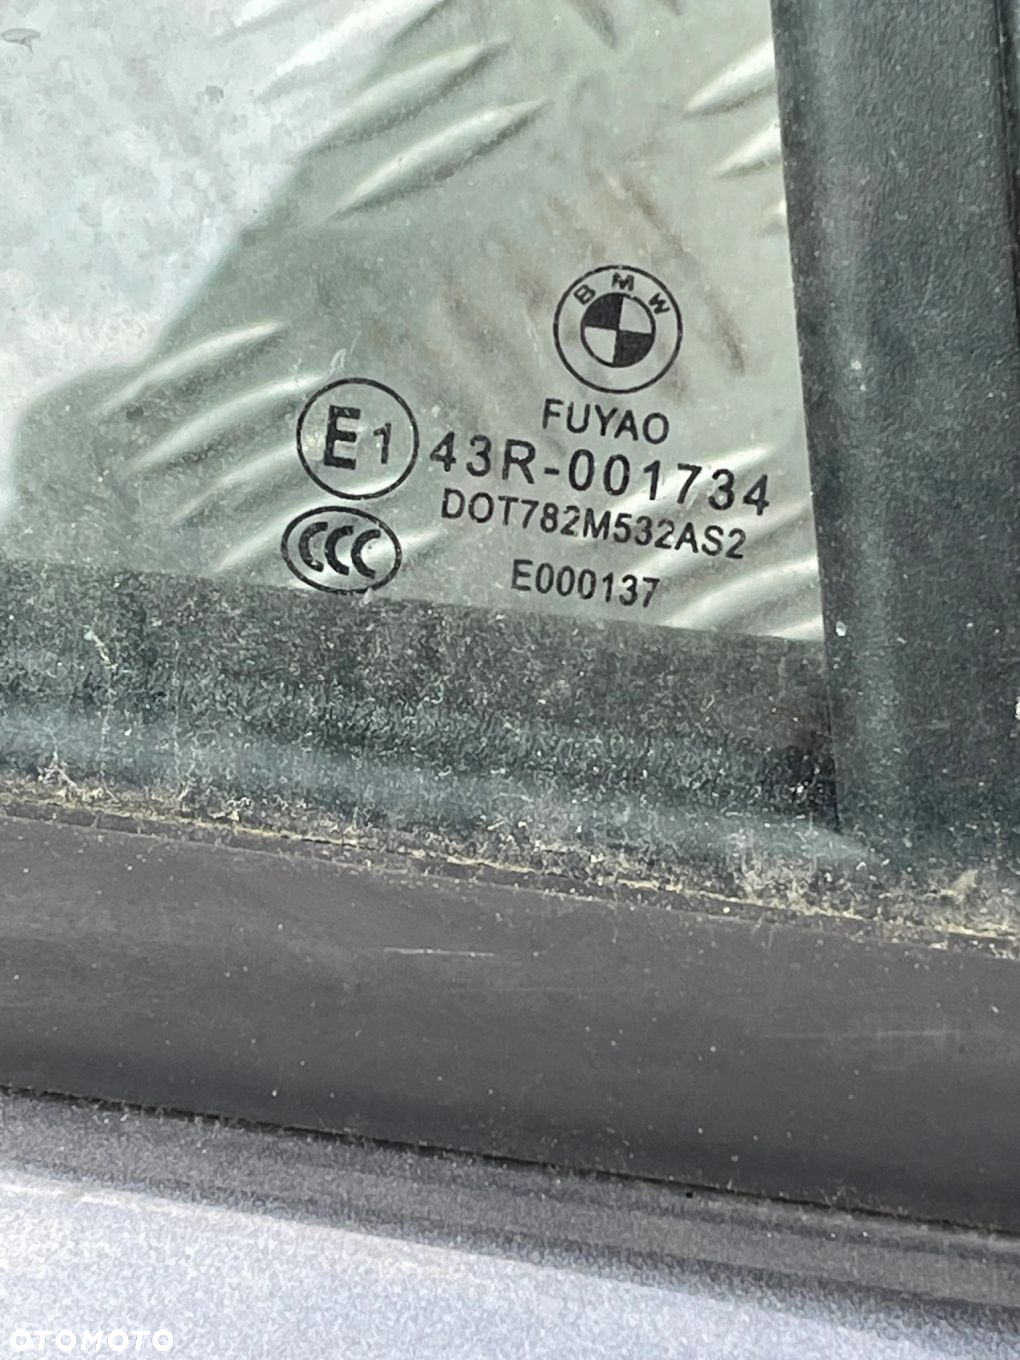 BMW
FUYAO
E1 43R-001734
CCC DOT782M532AS2
E000137
OTOMOTO